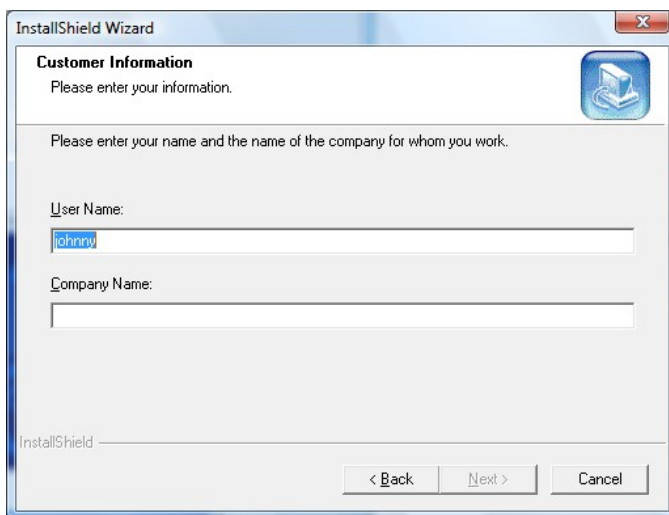 InstallShield Wizard
Customer Information
Please enter your information.
Please enter your name and the name of the company for whom you work.
User Name:
johnny
Company Name:
InstallShield
< Back
Next >
Cancel